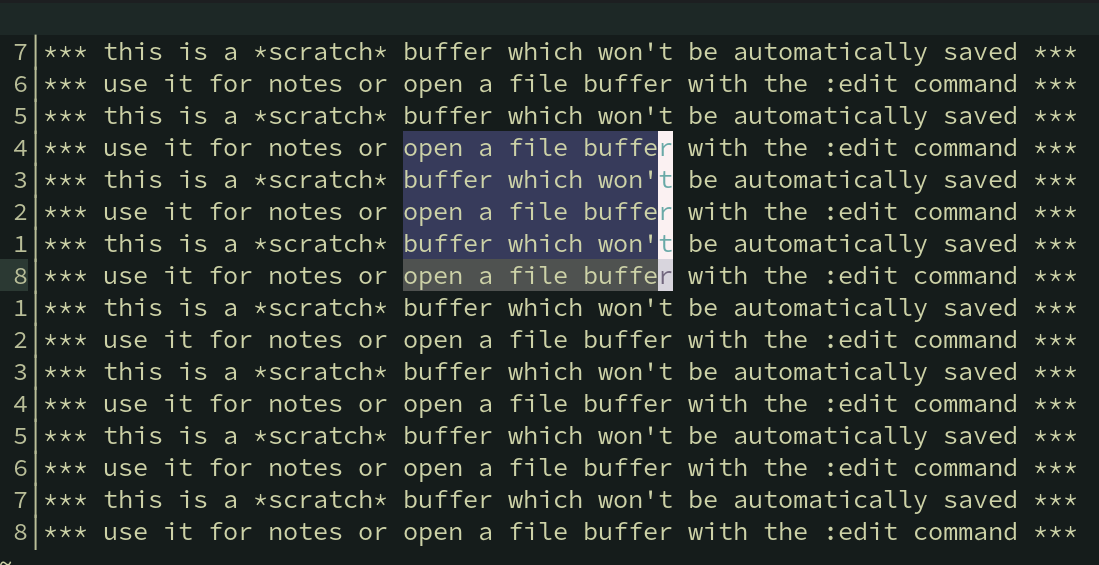 7 *** this is a *scratch* buffer which won't be automatically saved ***
6 *** use it for notes or open a file buffer with the :edit command ***
5 *** this is a *scratch* buffer which won't be automatically saved ***
4 *** use it for notes or open a file buffer with the :edit command ***
3 *** this is a *scratch* buffer which won't be automatically saved ***
2 *** use it for notes or open a file buffer with the :edit command ***
1 *** this is a *scratch* buffer which won't be automatically saved ***
8 *** use it for notes or open a file buffer with the :edit command ***
1 *** this is a *scratch* buffer which won't be automatically saved ***
2 *** use it for notes or open a file buffer with the :edit command ***
3 *** this is a *scratch* buffer which won't be automatically saved ***
4 *** use it for notes or open a file buffer with the :edit command ***
5 *** this is a *scratch* buffer which won't be automatically saved ***
6 *** use it for notes or open a file buffer with the :edit command ***
7 *** this is a *scratch* buffer which won't be automatically saved ***
8 *** use it for notes or open a file buffer with the :edit command ***
~